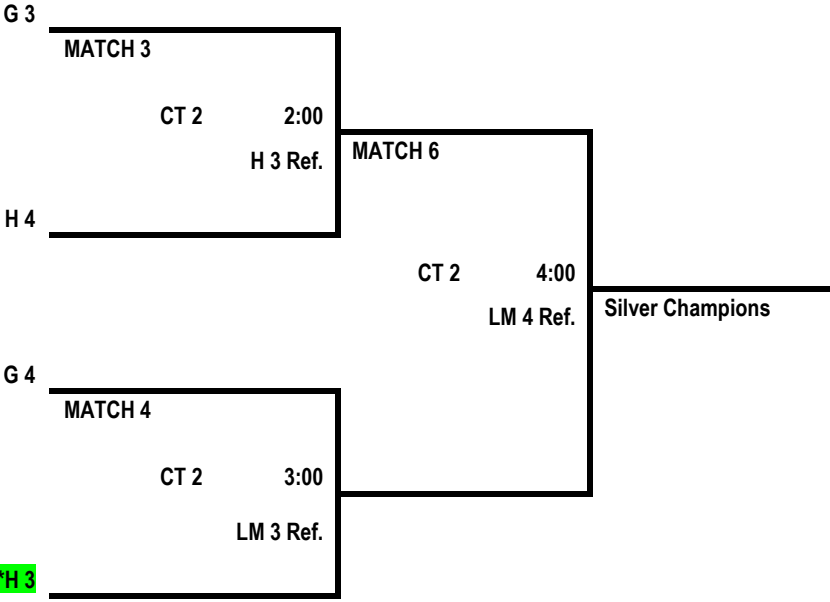 G 3
MATCH 3
CT 2 2:00
H 3 Ref.
MATCH 6
H 4
CT 2 4:00
Silver Champions
LM 4 Ref.
G 4
MATCH 4
CT 2 3:00
LM 3 Ref.
*H 3